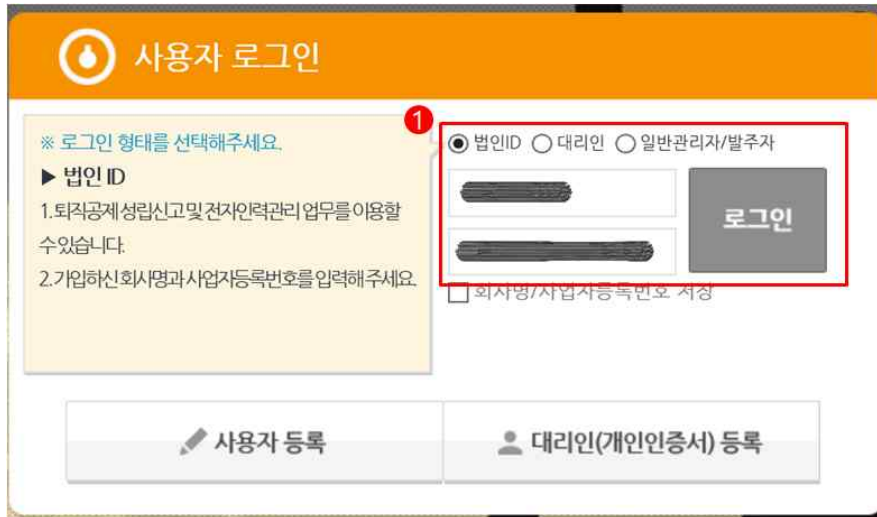 사용자 로그인
1
※ 로그인 형태를 선택해주세요.
▶ 법인 ID
1.퇴직공제 성립신고 및 전자인력관리 업무를 이용할
수 있습니다.
2.가입하신 회사명과 사업자등록번호를 입력해 주세요.
법인ID 대리인 일반관리자/발주자
로그인
회사명/사업자등록번호 저장
사용자 등록
대리인(개인인증서) 등록